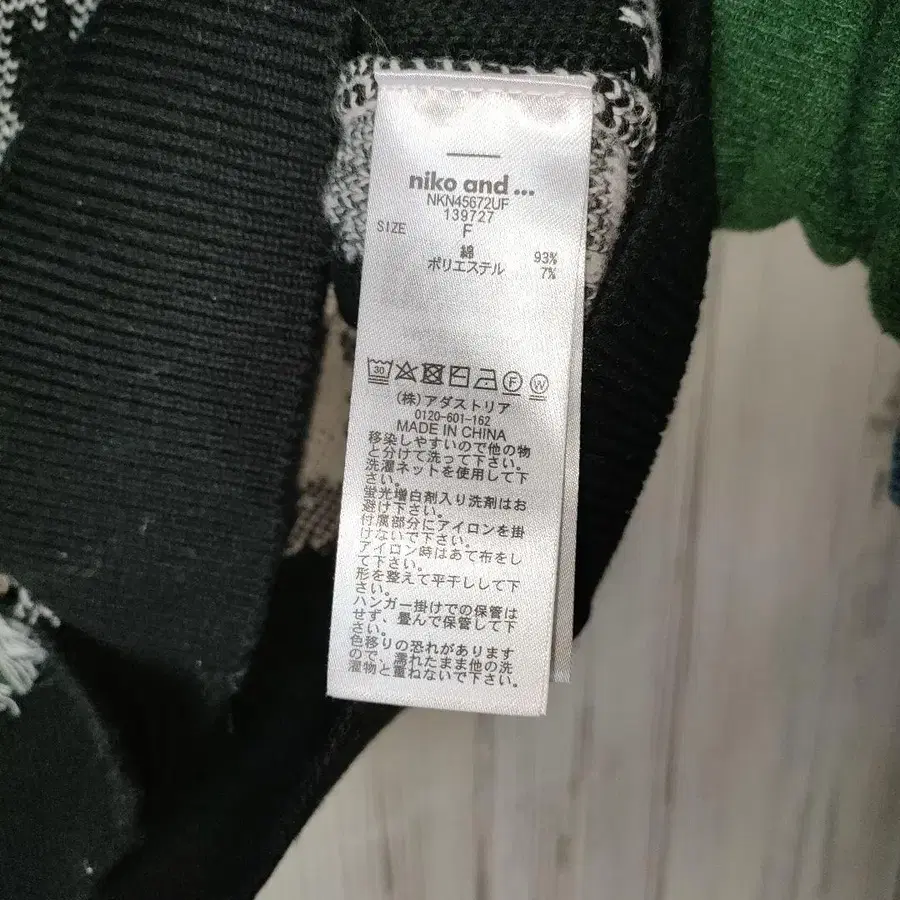 niko and ...
NKN45672UF
139727
SIZE F
綿 93%
ポリエステル 7%
30 F W
(株)アダストリア
0120-601-162
MADE IN CHINA
移染しやすいので他の物
と分けて洗って下さい。
洗濯ネットを使用して下
さい。
蛍光増白剤入り洗剤はお
避け下さい。
付属部分にアイロンを掛
けないで下さい。
アイロン時はあて布をし
て下さい。
形を整えて平干しして下
さい。
ハンガー掛けでの保管は
せず、畳んで保管して下
さい。
色移りの恐れがあります
ので、濡れたまま他の洗
濯物と重ねないで下さい。